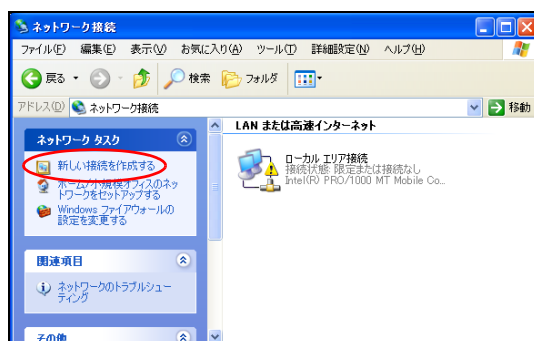 ネットワーク接続
ファイル(F) 編集(E) 表示(V) お気に入り(A) ツール(T) 詳細設定(N) ヘルプ(H)
戻る 検索 フォルダ
アドレス(D) ネットワーク接続 移動
ネットワーク タスク
新しい接続を作成する
ホーム/小規模オフィスのネッ
トワークをセットアップする
Windows ファイアウォールの
設定を変更する
関連項目
ネットワークのトラブルシュー
ティング
その他
LAN または高速インターネット
ローカル エリア接続
接続状態: 限定または接続なし
Intel(R) PRO/1000 MT Mobile Co...